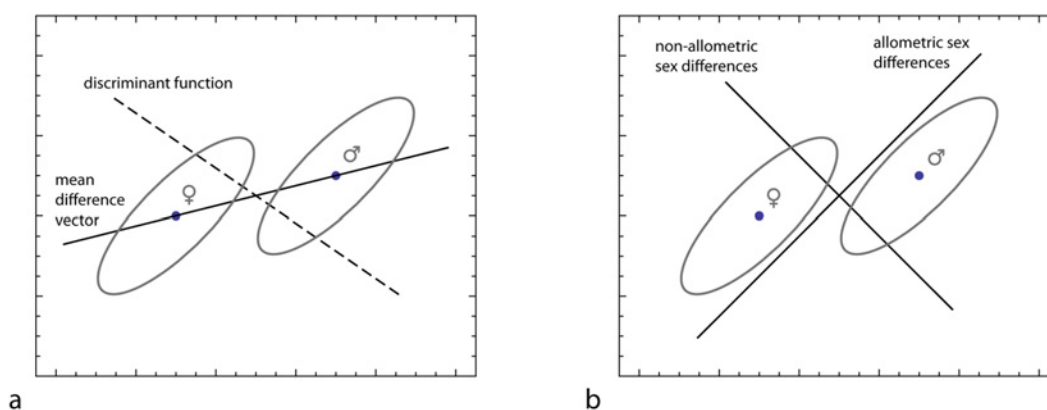 discriminant function
♂
♀
mean
difference
vector
a
non-allometric
sex differences
allometric sex
differences
♂
♀
b